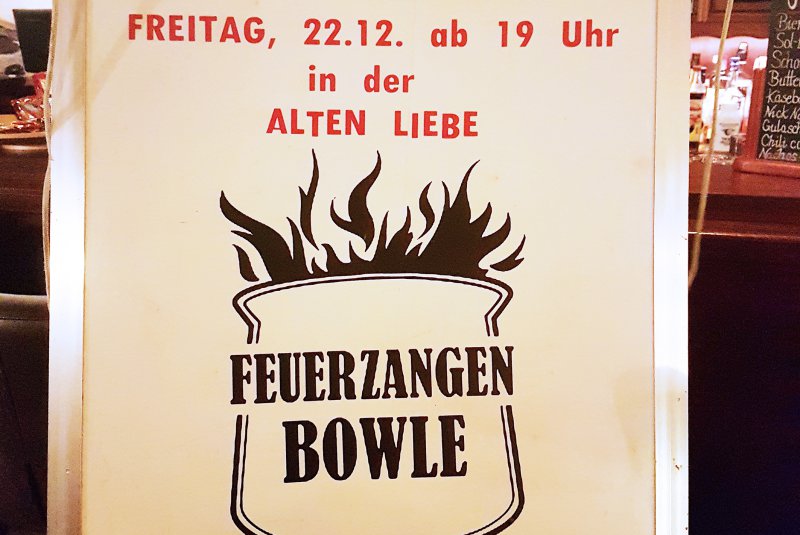 FREITAG, 22.12. ab 19 Uhr
in der
ALTEN LIEBE
FEUERZANGEN
BOWLE